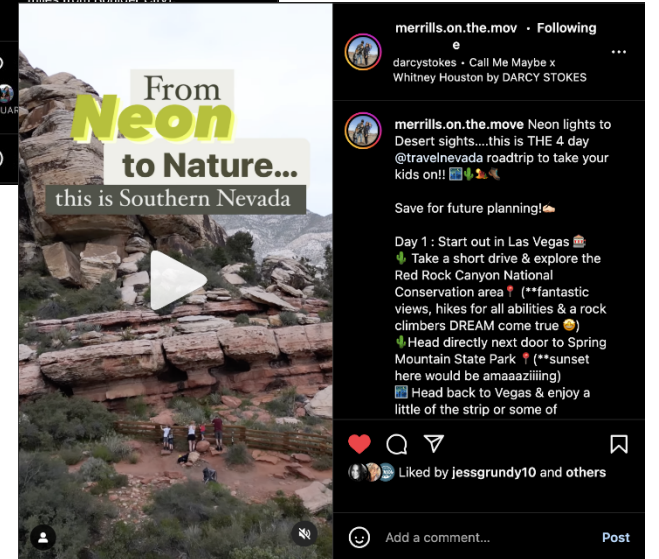 From
Neon
to Nature...
this is Southern Nevada
merrills.on.the.mov • Following
e
darcystokes • Call Me Maybe x
Whitney Houston by DARCY STOKES
merrills.on.the.move Neon lights to
Desert sights....this is THE 4 day
@travelnevada roadtrip to take your
kids on!! 🌃🌵🐫🥾
Save for future planning!✍🏻
Day 1 : Start out in Las Vegas 🎰
🌵 Take a short drive & explore the
Red Rock Canyon National
Conservation area📍 (**fantastic
views, hikes for all abilities & a rock
climbers DREAM come true 🤩)
🌵Head directly next door to Spring
Mountain State Park 📍(**sunset
here would be amaaaziiiing)
🌃 Head back to Vegas & enjoy a
little of the strip or some of
Liked by jessgrundy10 and others
Add a comment...
Post